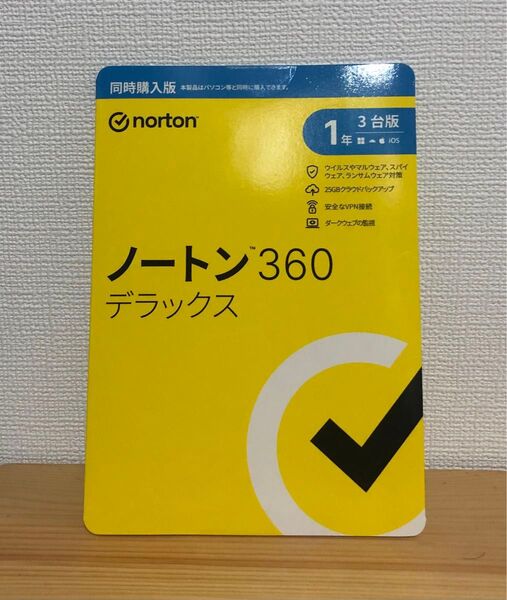 同時購入版 本製品はパソコン等と同時に購入できます。
norton
1年 3台版
iOS
ウイルスやマルウェア、スパイ
ウェア、ランサムウェア対策
25GBクラウドバックアップ
安全なVPN接続
ダークウェブの監視
ノートン™ 360
デラックス